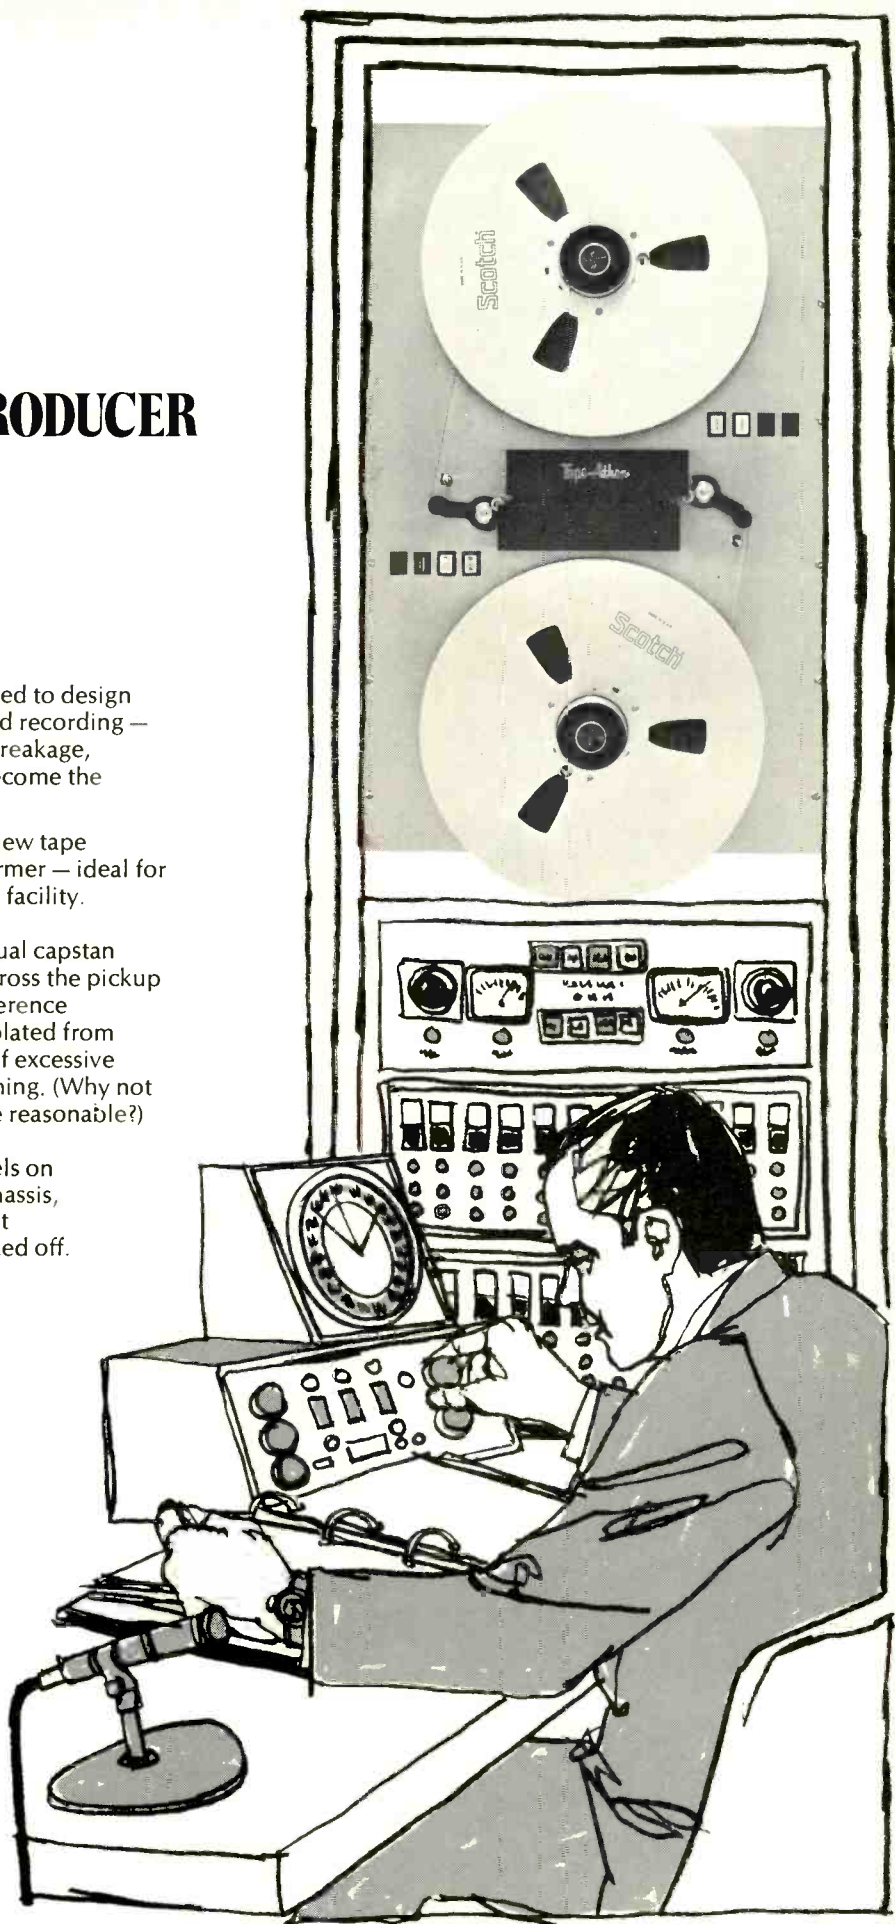 RODUCER
ed to design
d recording —
reakage,
come the
ew tape
rmer — ideal for
facility.
ual capstan
ross the pickup
erence
olated from
f excessive
ning. (Why not
e reasonable?)
els on
hassis,
t
ed off.
Scotch
Tape-Athon
Scotch